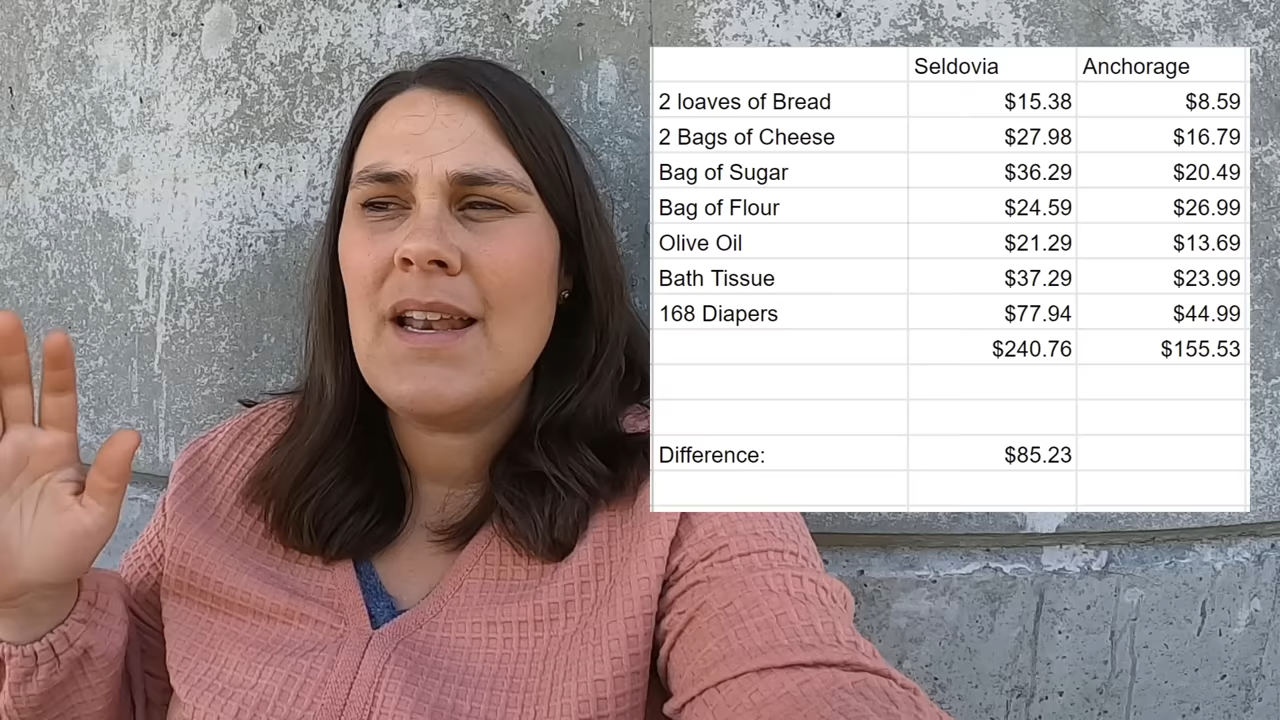 Seldovia Anchorage
2 loaves of Bread $15.38 $8.59
2 Bags of Cheese $27.98 $16.79
Bag of Sugar $36.29 $20.49
Bag of Flour $24.59 $26.99
Olive Oil $21.29 $13.69
Bath Tissue $37.29 $23.99
168 Diapers $77.94 $44.99
$240.76 $155.53
Difference: $85.23